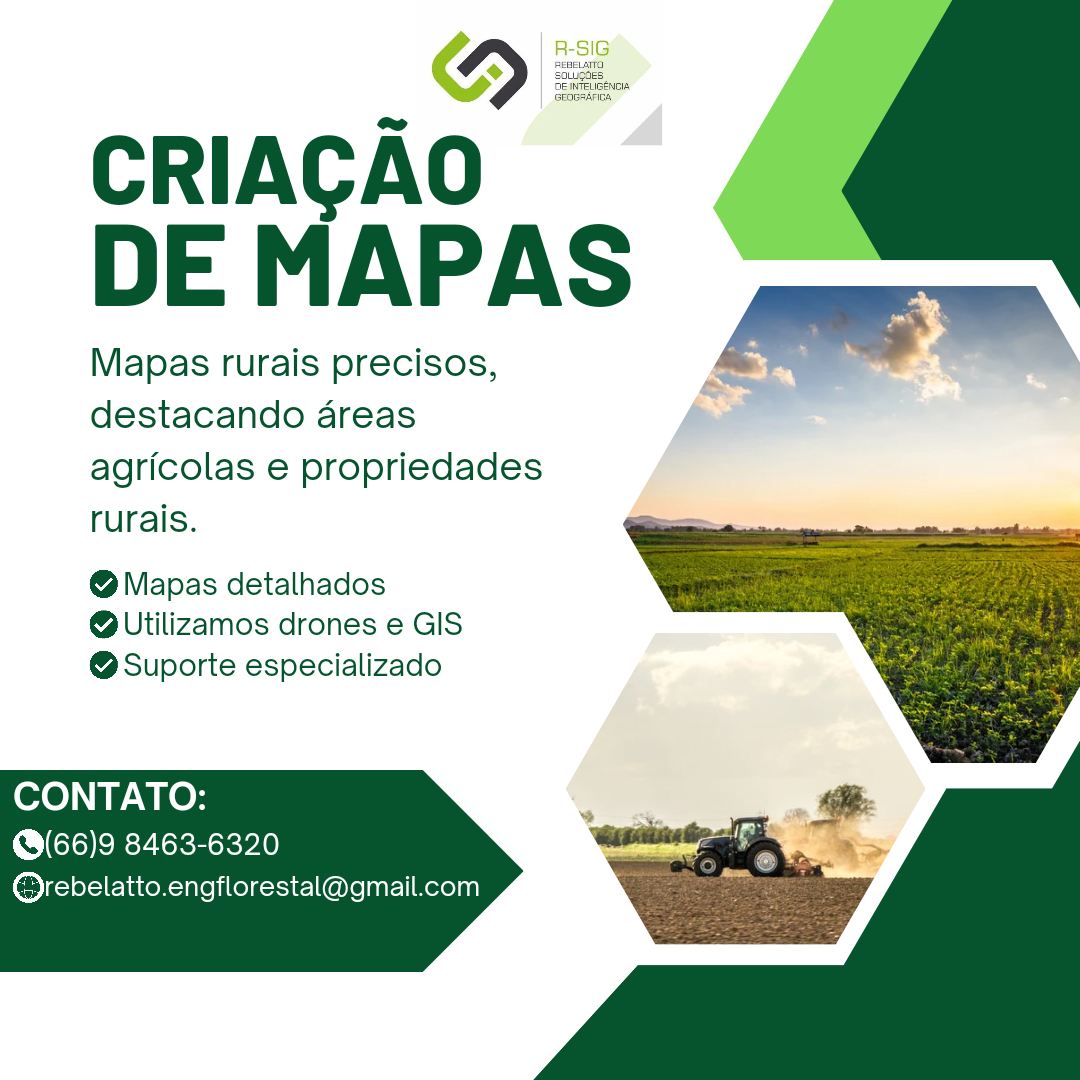 R-SIG
REBELATTO
SOLUÇÕES
DE INTELIGÊNCIA
GEOGRÁFICA
CRIAÇÃO
DE MAPAS
Mapas rurais precisos,
destacando áreas
agrícolas e propriedades
rurais.
Mapas detalhados
Utilizamos drones e GIS
Suporte especializado
CONTATO:
(66)9 8463-6320
rebelatto.engflorestal@gmail.com